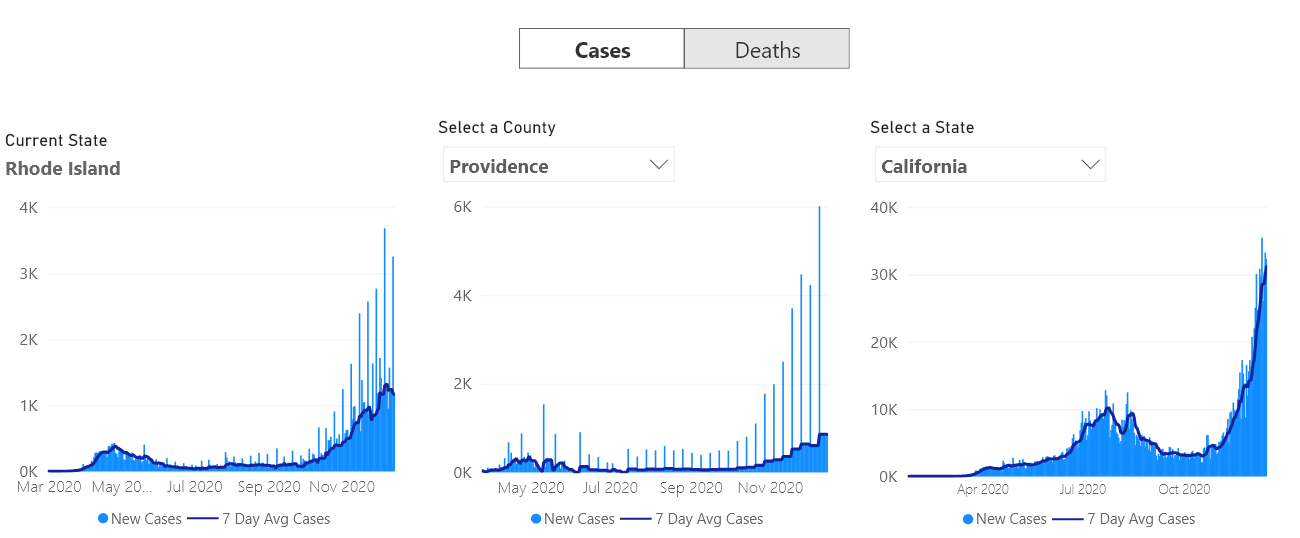 Cases Deaths
Current State
Rhode Island
4K
3K
2K
1K
0K
Mar 2020 May 20... Jul 2020 Sep 2020 Nov 2020
New Cases 7 Day Avg Cases
Select a County
Providence
6K
4K
2K
0K
May 2020 Jul 2020 Sep 2020 Nov 2020
New Cases 7 Day Avg Cases
Select a State
California
40K
30K
20K
10K
0K
Apr 2020 Jul 2020 Oct 2020
New Cases 7 Day Avg Cases